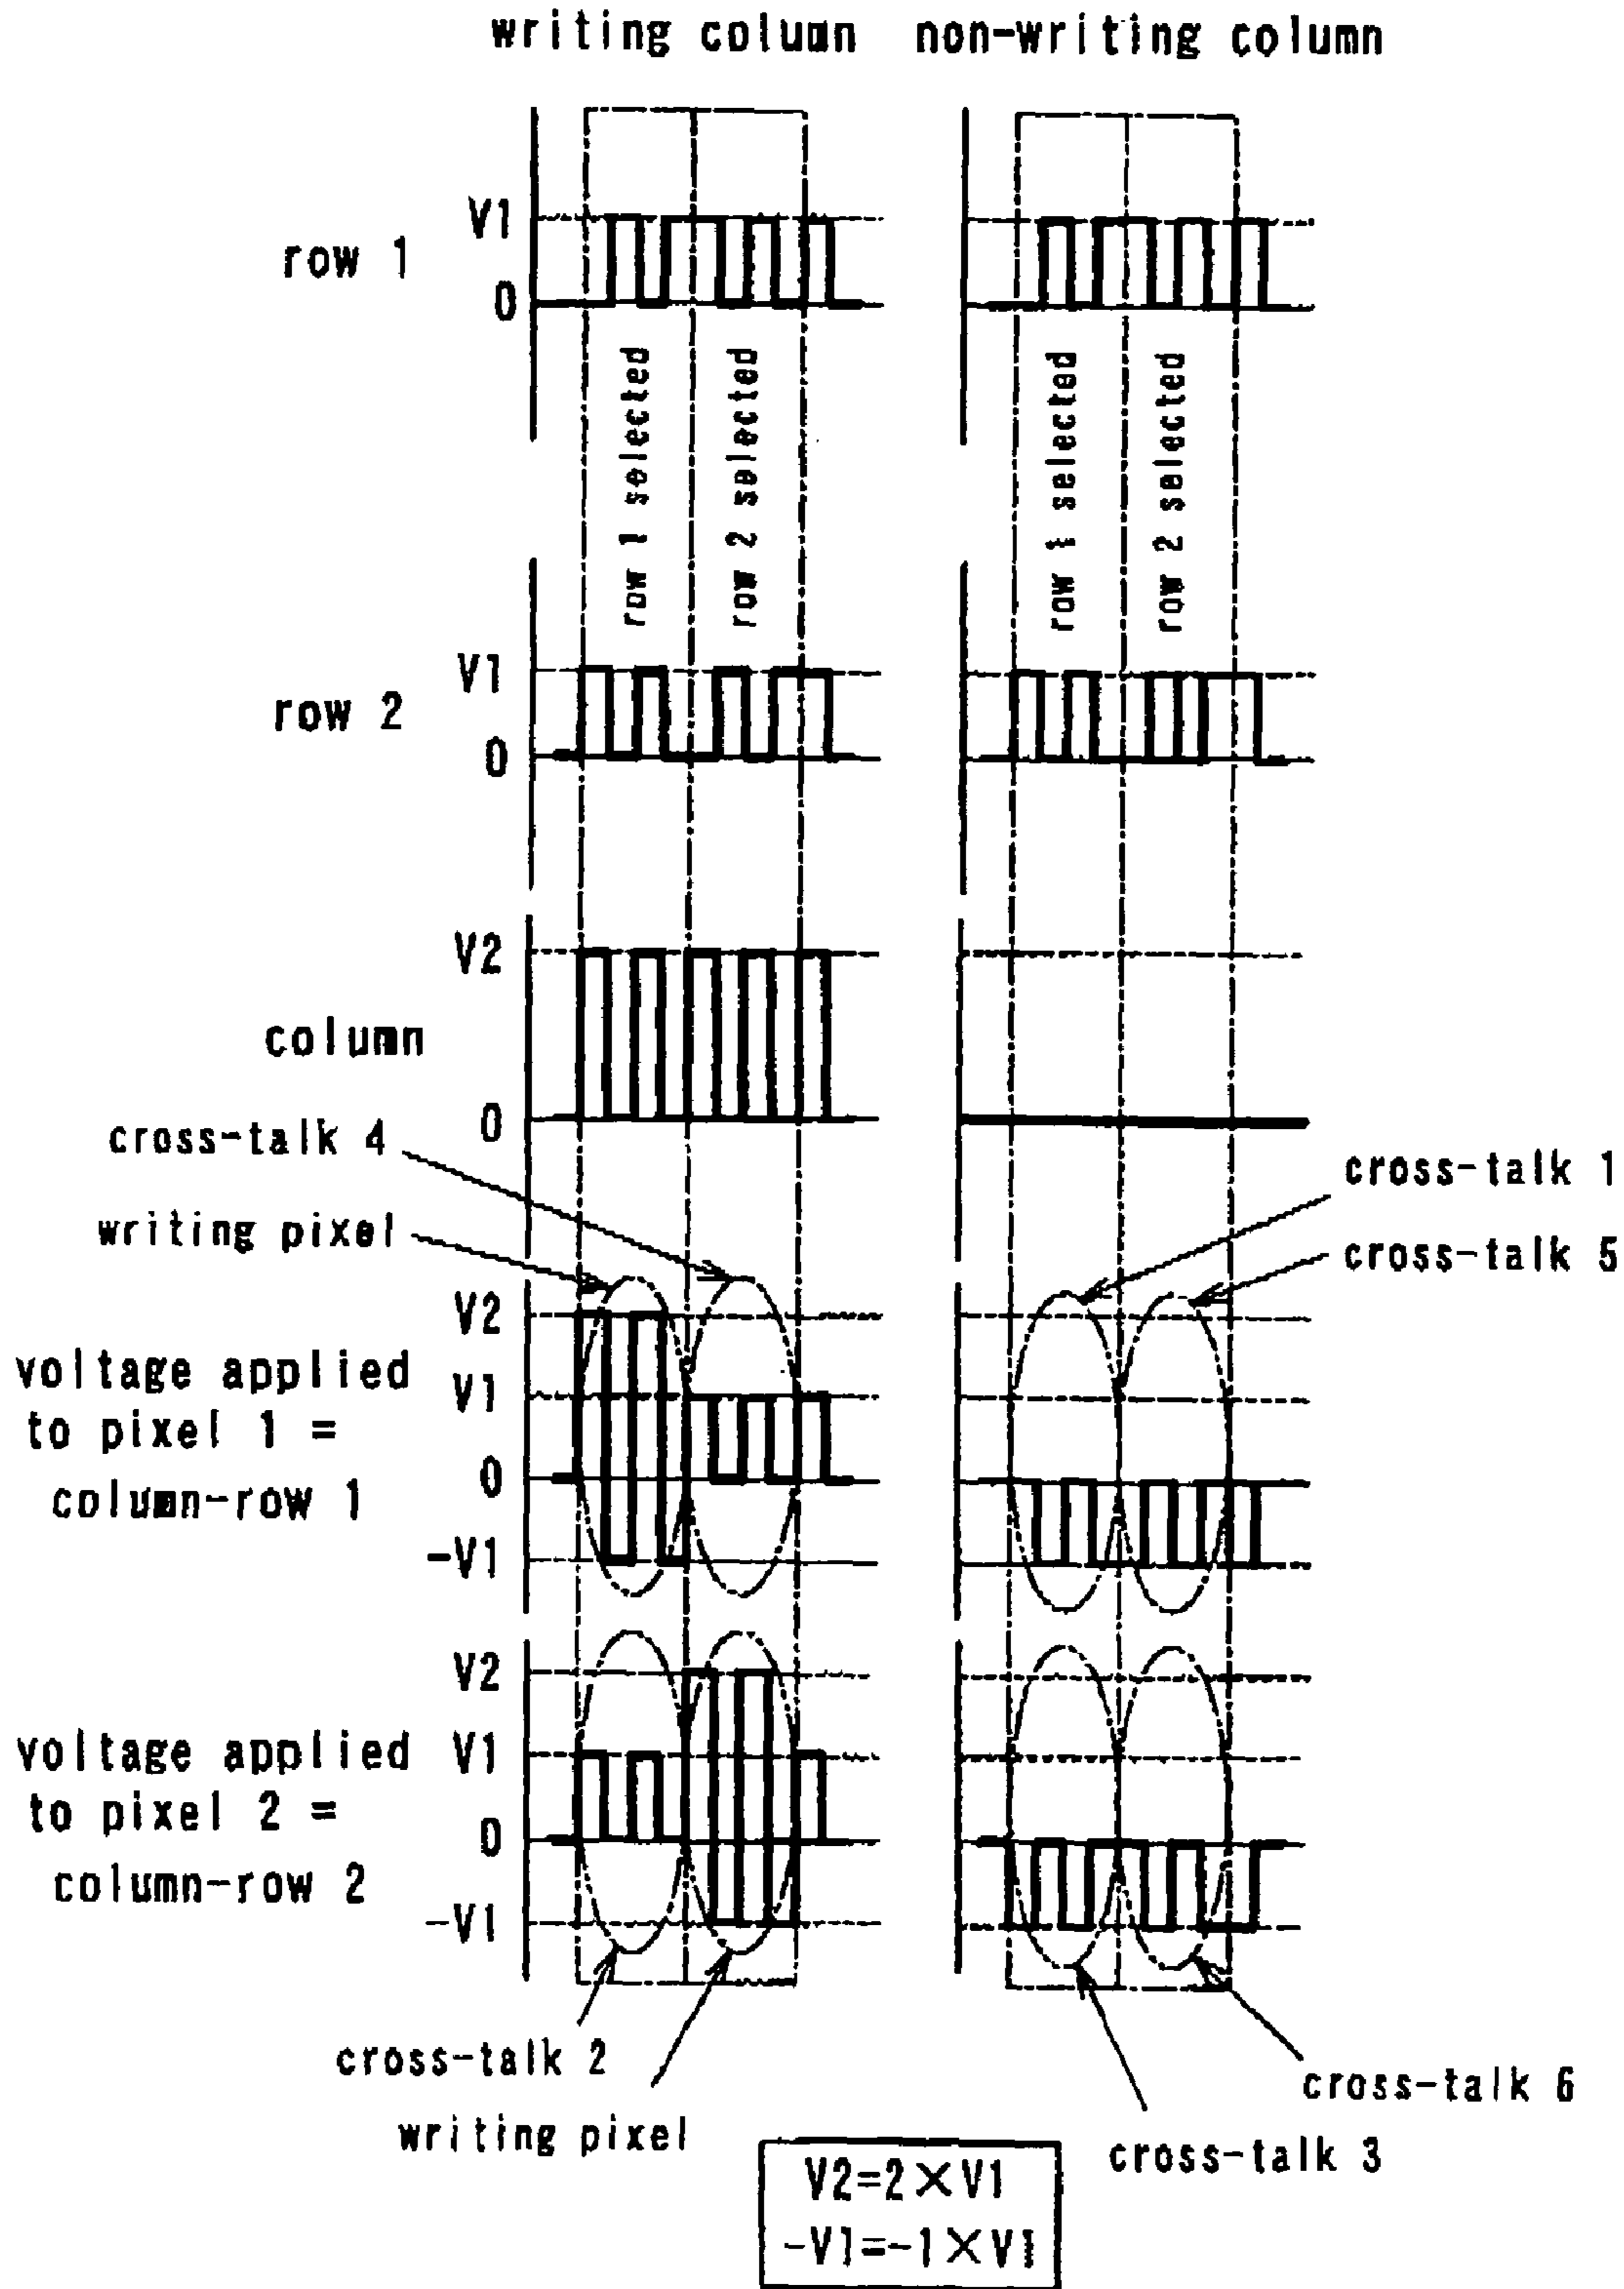 writing column non-writing column
V1
row 1
0
row 1 selected
row 2 selected
row 1 selected
row 2 selected
V1
row 2
0
V2
column
0
cross-talk 4
cross-talk 1
writing pixel
cross-talk 5
V2
voltage applied
V1
to pixel 1 =
0
column-row 1
-V1
V2
voltage applied
V1
to pixel 2 =
0
column-row 2
-V1
cross-talk 2
cross-talk 6
writing pixel
cross-talk 3
V2=2×V1
-V1=-1×V1